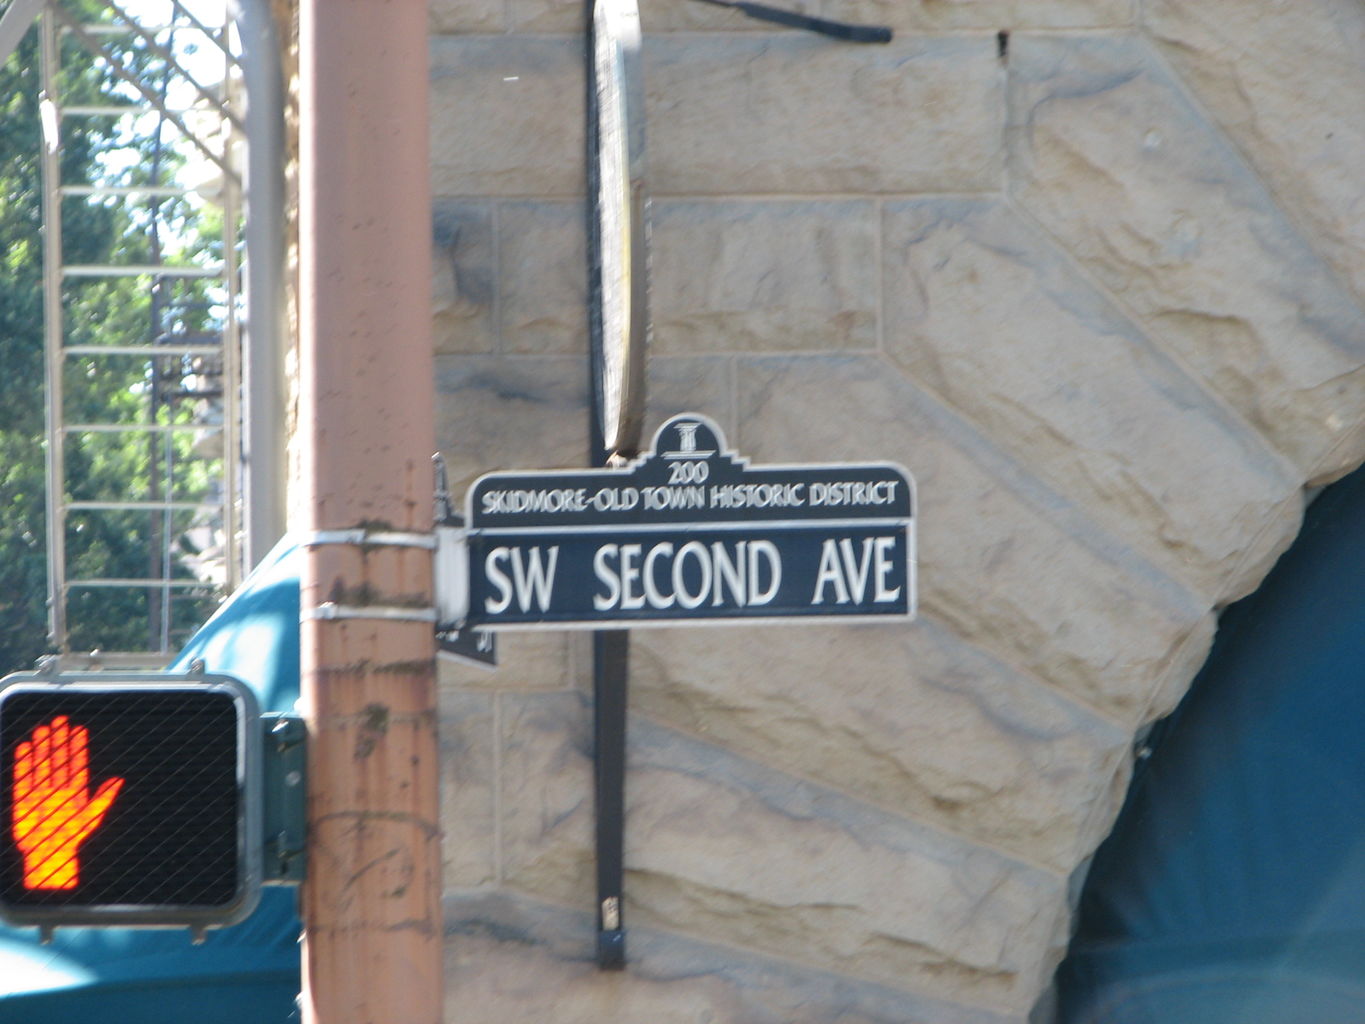 200
SKIDMORE-OLD TOWN HISTORIC DISTRICT
SW SECOND AVE